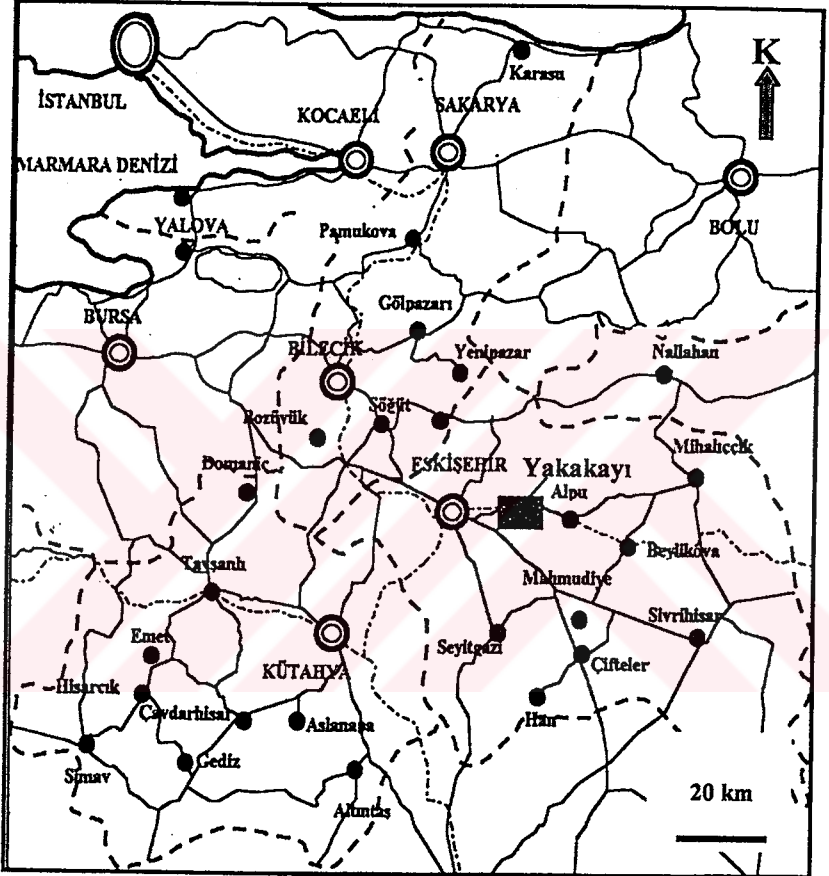 K
Karasu
İSTANBUL
KOCAELİ
SAKARYA
MARMARA DENİZİ
YALOVA
Pamukova
BOLU
Gölpazarı
BURSA
BİLECİK
Yenipazar
Nallahan
Söğüt
Bozüyük
Mihalıççık
Domaniç
ESKİŞEHİR
Yakakayı
Alpu
Beylikova
Tavşanlı
Mahmudiye
Sivrihisar
Emet
Seyitgazi
KÜTAHYA
Çifteler
Hisarcık
Çavdarhisar
Aslanapa
Han
Simav
Gediz
20 km
Altıntaş